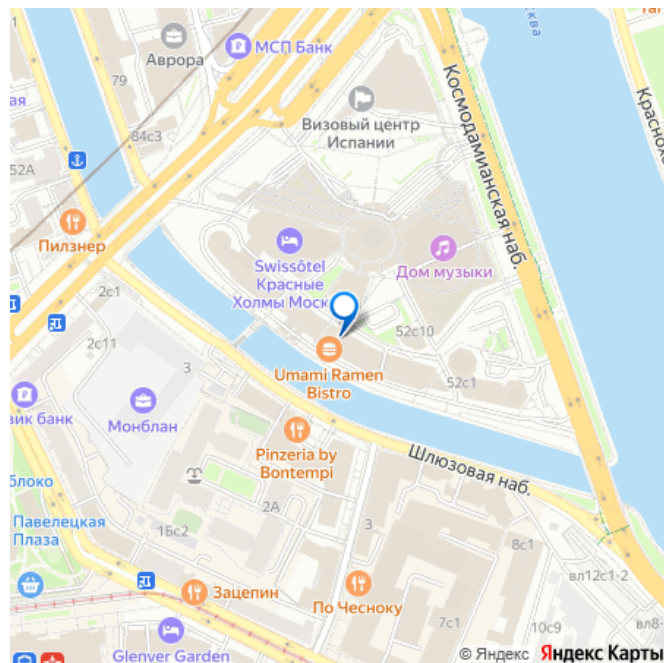 МСП Банк
Аврора
79
84с3
Визовый центр
Испании
Космодамианская наб.
52А
Пилзнер
Swissôtel
Красные
Холмы Моск
Дом музыки
2с1
52с10
2с11
3
Umami Ramen
Bistro
52с1
вик банк
Монблан
Pinzeria by
Bontempi
Шлюзовая наб.
блоко
Павелецкая
Плаза
2А
1Бс2
3
8с1
вл12с1-2
Зацепин
По Чесноку
7с1
10с9
вл8-
Glenver Garden
© Яндекс Яндекс Карты